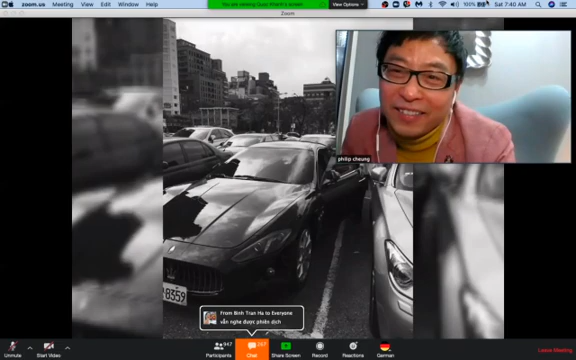 zoom.us Meeting View Edit Window Help
View Options
100%
Sat 7:40 AM
Zoom
philip cheung
8359
From Binh Tran Ha to Everyone
vẫn nghe được phiên dịch
Unmute
Start Video
947
Participants
Chat
Share Screen
Record
Reactions
German
Leave Meeting